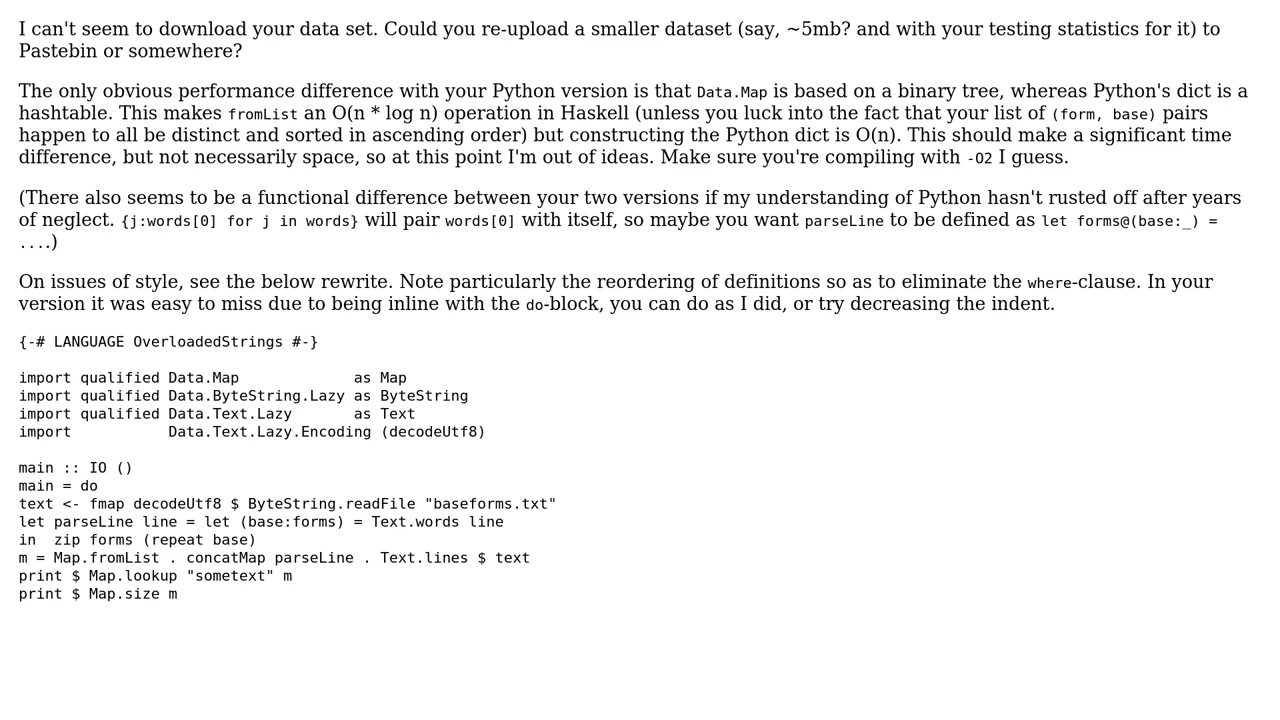 I can't seem to download your data set. Could you re-upload a smaller dataset (say, ~5mb? and with your testing statistics for it) to
Pastebin or somewhere?
The only obvious performance difference with your Python version is that Data.Map is based on a binary tree, whereas Python's dict is a
hashtable. This makes fromList an O(n * log n) operation in Haskell (unless you luck into the fact that your list of (form, base) pairs
happen to all be distinct and sorted in ascending order) but constructing the Python dict is O(n). This should make a significant time
difference, but not necessarily space, so at this point I'm out of ideas. Make sure you're compiling with -O2 I guess.
(There also seems to be a functional difference between your two versions if my understanding of Python hasn't rusted off after years
of neglect. {j:words[0] for j in words} will pair words[0] with itself, so maybe you want parseLine to be defined as let forms@(base:_) =
....)
On issues of style, see the below rewrite. Note particularly the reordering of definitions so as to eliminate the where-clause. In your
version it was easy to miss due to being inline with the do-block, you can do as I did, or try decreasing the indent.
{-# LANGUAGE OverloadedStrings #-}
import qualified Data.Map             as Map
import qualified Data.ByteString.Lazy as ByteString
import qualified Data.Text.Lazy       as Text
import           Data.Text.Lazy.Encoding (decodeUtf8)
main :: IO ()
main = do
text <- fmap decodeUtf8 $ ByteString.readFile "baseforms.txt"
let parseLine line = let (base:forms) = Text.words line
in  zip forms (repeat base)
m = Map.fromList . concatMap parseLine . Text.lines $ text
print $ Map.lookup "sometext" m
print $ Map.size m